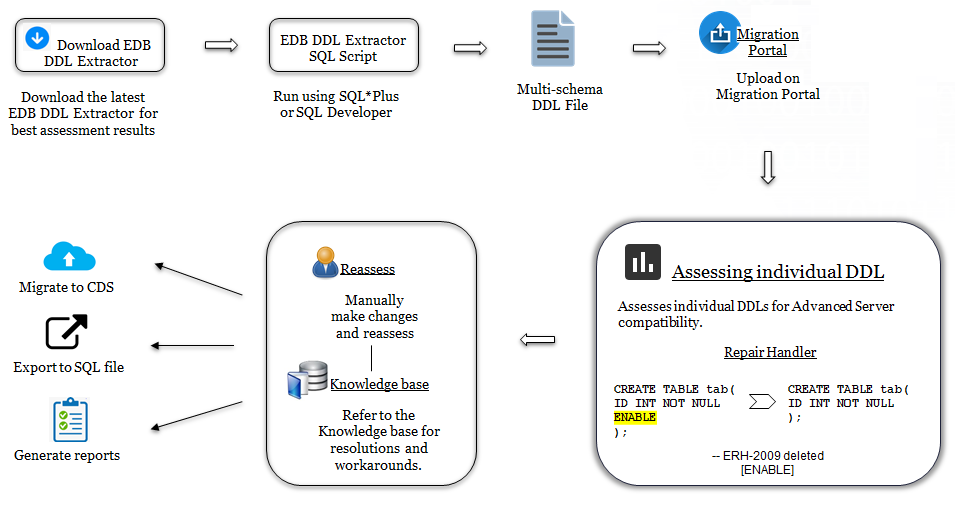 Download EDB
DDL Extractor
Download the latest
EDB DDL Extractor for
best assessment results
EDB DDL Extractor
SQL Script
Run using SQL*Plus
or SQL Developer
Multi-schema
DDL File
Migration
Portal
Upload on
Migration Portal
Assessing individual DDL
Assesses individual DDLs for Advanced Server
compatibility.
Repair Handler
CREATE TABLE tab(
ID INT NOT NULL
ENABLE
);
CREATE TABLE tab(
ID INT NOT NULL
);
-- ERH-2009 deleted
[ENABLE]
Reassess
Manually
make changes
and reassess
Knowledge base
Refer to the
Knowledge base for
resolutions and
workarounds.
Migrate to CDS
Export to SQL file
Generate reports